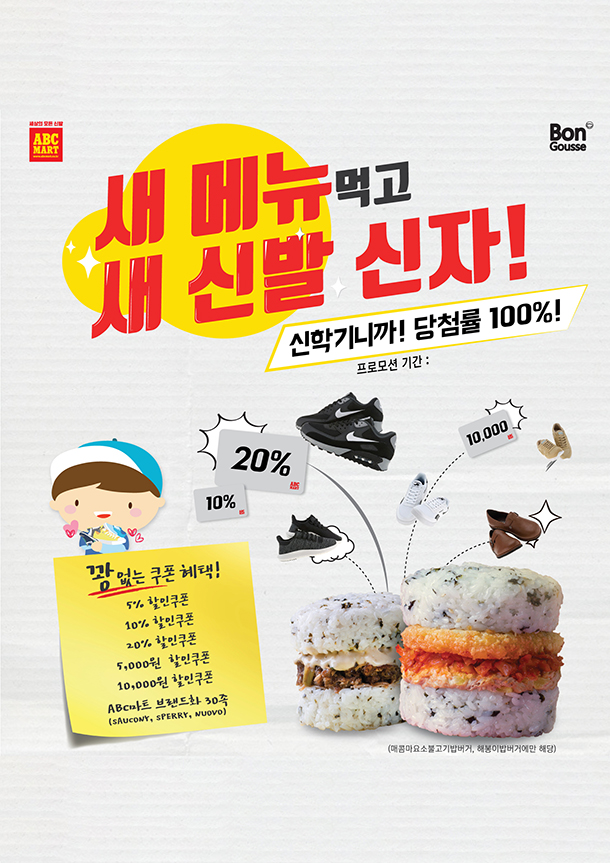 세상의 모든 신발
ABC
MART
www.abcmart.co.kr
Bon
Gousse
새 메뉴 먹고
새 신발 신자!
신학기니까! 당첨률 100%!
프로모션 기간 :
20%
ABC
MART
10%
10,000
꽝 없는 쿠폰 혜택!
5% 할인쿠폰
10% 할인쿠폰
20% 할인쿠폰
5,000원 할인쿠폰
10,000원 할인쿠폰
ABC마트 브랜드화 30족
(SAUCONY, SPERRY, NUOVO)
(매콤마요소불고기밥버거, 해봉이밥버거에만 해당)